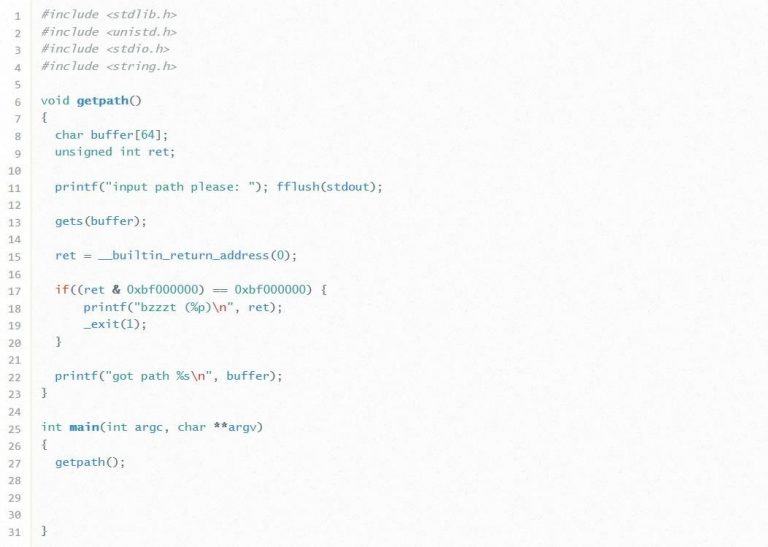 1 #include <stdlib.h>
2 #include <unistd.h>
3 #include <stdio.h>
4 #include <string.h>
5
6 void getpath()
7 {
8   char buffer[64];
9   unsigned int ret;
10
11   printf("input path please: "); fflush(stdout);
12
13   gets(buffer);
14
15   ret = __builtin_return_address(0);
16
17   if((ret & 0xbf000000) == 0xbf000000) {
18       printf("bzzzt (%p)\n", ret);
19       _exit(1);
20   }
21
22   printf("got path %s\n", buffer);
23 }
24
25 int main(int argc, char **argv)
26 {
27   getpath();
28
29
30
31 }